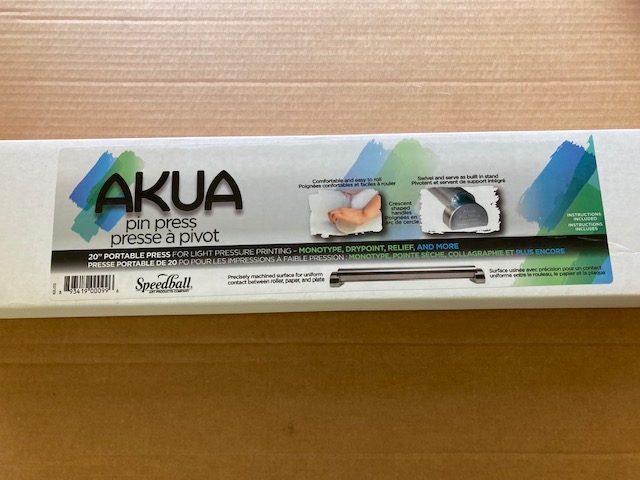 AKUA
pin press
presse à pivot
Comfortable and easy to roll
Poignées confortables et faciles à rouler
Crescent
shaped
handles
Poignées en
arc de cercle
Swivel and serve as built in stand
Pivotent et servent de support intégré
INSTRUCTIONS
INCLUDED
INSTRUCTIONS
INCLUSES
20" PORTABLE PRESS FOR LIGHT PRESSURE PRINTING – MONOTYPE, DRYPOINT, RELIEF, AND MORE
PRESSE PORTABLE DE 20 PO POUR LES IMPRESSIONS À FAIBLE PRESSION : MONOTYPE, POINTE SÈCHE, COLLAGRAPHIE ET PLUS ENCORE
Speedball
ART PRODUCTS COMPANY
Precisely machined surface for uniform
contact between roller, paper, and plate
Surface usinée avec précision pour un contact
uniforme entre le rouleau, le papier et la plaque